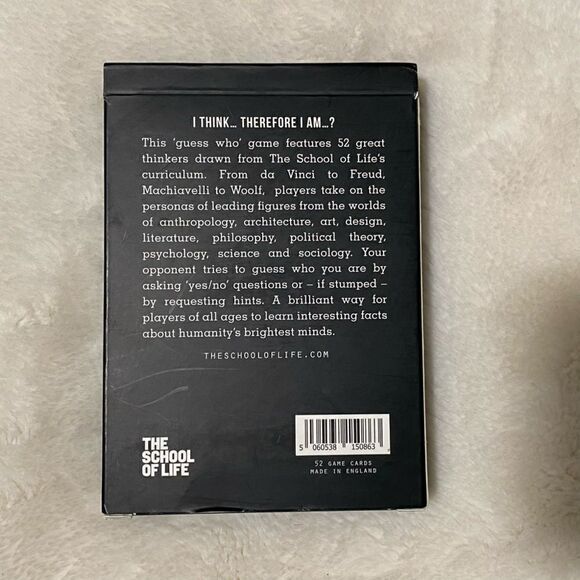 I THINK... THEREFORE I AM...?
This 'guess who' game features 52 great
thinkers drawn from The School of Life's
curriculum. From da Vinci to Freud,
Machiavelli to Woolf, players take on the
personas of leading figures from the worlds
of anthropology, architecture, art, design,
literature, philosophy, political theory,
psychology, science and sociology. Your
opponent tries to guess who you are by
asking 'yes/no' questions or – if stumped –
by requesting hints. A brilliant way for
players of all ages to learn interesting facts
about humanity's brightest minds.
THESCHOOLOFLIFE.COM
THE
SCHOOL
OF LIFE
5 060538 150863
52 GAME CARDS
MADE IN ENGLAND